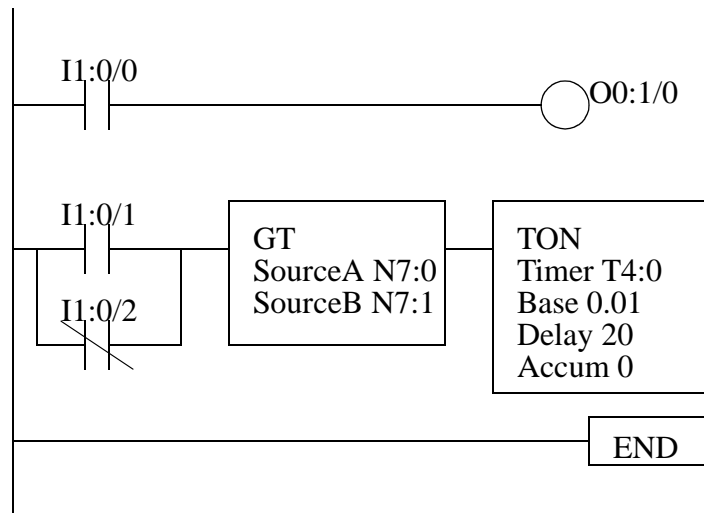 I1:0/0
O0:1/0
I1:0/1
I1:0/2
GT
SourceA N7:0
SourceB N7:1
TON
Timer T4:0
Base 0.01
Delay 20
Accum 0
END